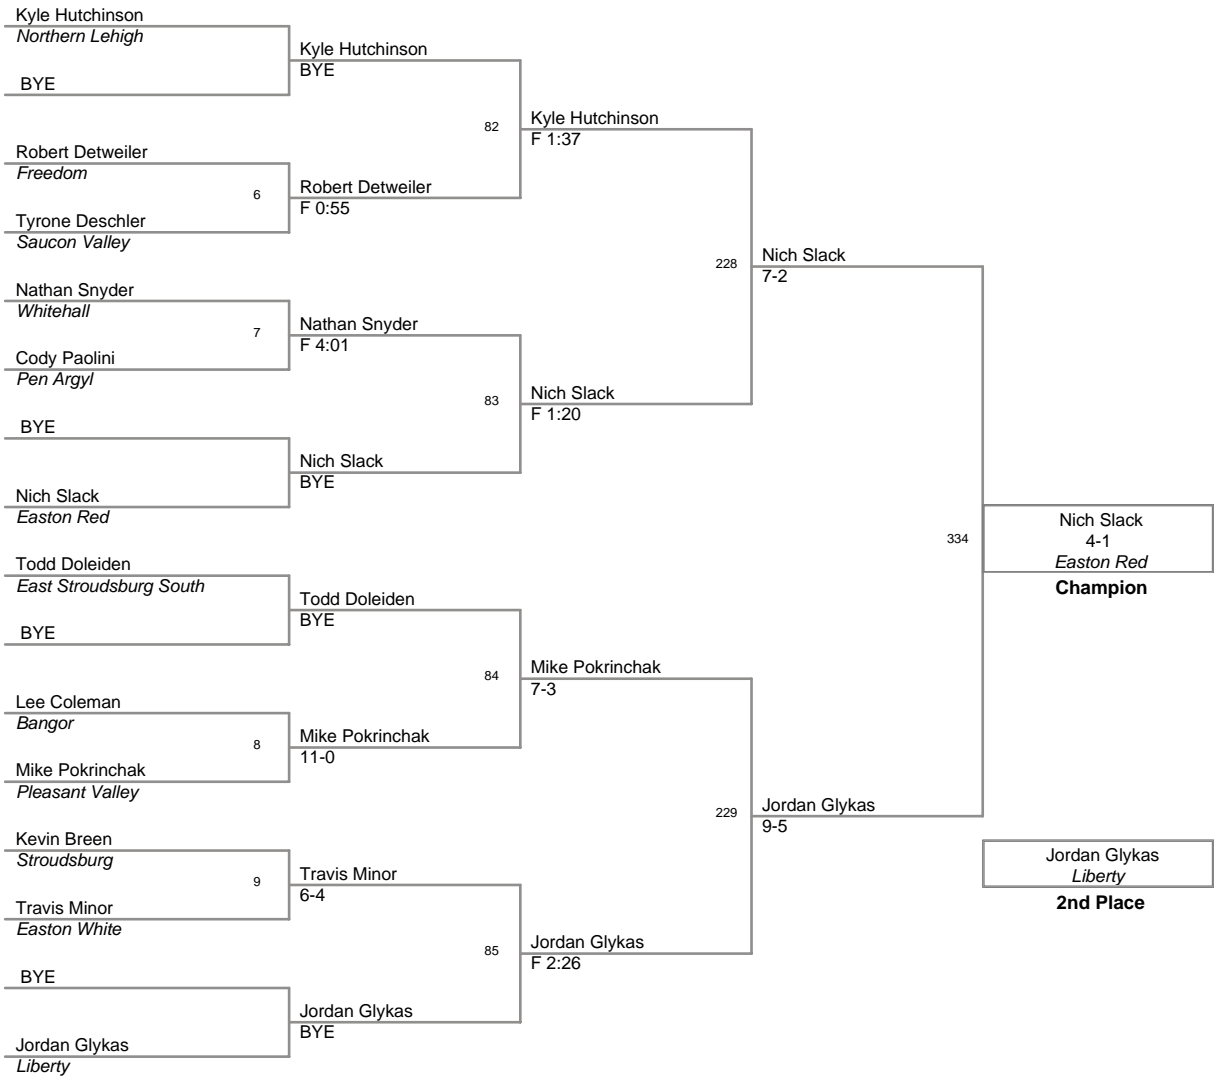 Kyle Hutchinson
Northern Lehigh
BYE
Robert Detweiler
Freedom
6
Tyrone Deschler
Saucon Valley
Nathan Snyder
Whitehall
7
Cody Paolini
Pen Argyl
BYE
Nich Slack
Easton Red
Todd Doleiden
East Stroudsburg South
BYE
Lee Coleman
Bangor
8
Mike Pokrinchak
Pleasant Valley
Kevin Breen
Stroudsburg
9
Travis Minor
Easton White
BYE
Jordan Glykas
Liberty
Kyle Hutchinson
BYE
82
Robert Detweiler
F 0:55
Nathan Snyder
F 4:01
83
Nich Slack
BYE
Todd Doleiden
BYE
84
Mike Pokrinchak
11-0
Travis Minor
6-4
85
Jordan Glykas
BYE
Kyle Hutchinson
F 1:37
228
Nich Slack
F 1:20
Mike Pokrinchak
7-3
229
Jordan Glykas
F 2:26
Nich Slack
7-2
334
Jordan Glykas
9-5
Nich Slack
4-1
Easton Red
Champion
Jordan Glykas
Liberty
2nd Place